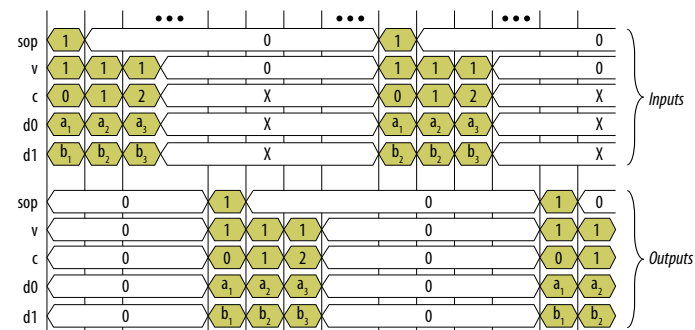 sop 1 0 1 0
v 1 1 1 0 1 1 1 0
c 0 1 2 X 0 1 2 X
Inputs
d0 a₁ a₂ a₃ X a₁ a₂ a₃ X
d1 b₁ b₂ b₃ X b₂ b₂ b₃ X
sop 0 1 0 1 0
v 0 1 1 1 0 1 1
c 0 0 1 2 0 0 1
Outputs
d0 0 a₁ a₂ a₃ 0 a₁ a₂
d1 0 b₁ b₂ b₃ 0 b₁ b₂